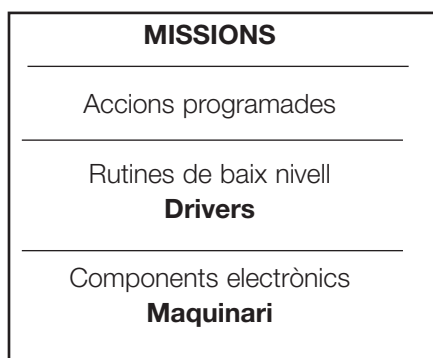 MISSIONS
Accions programades
Rutines de baix nivell
Drivers
Components electrònics
Maquinari